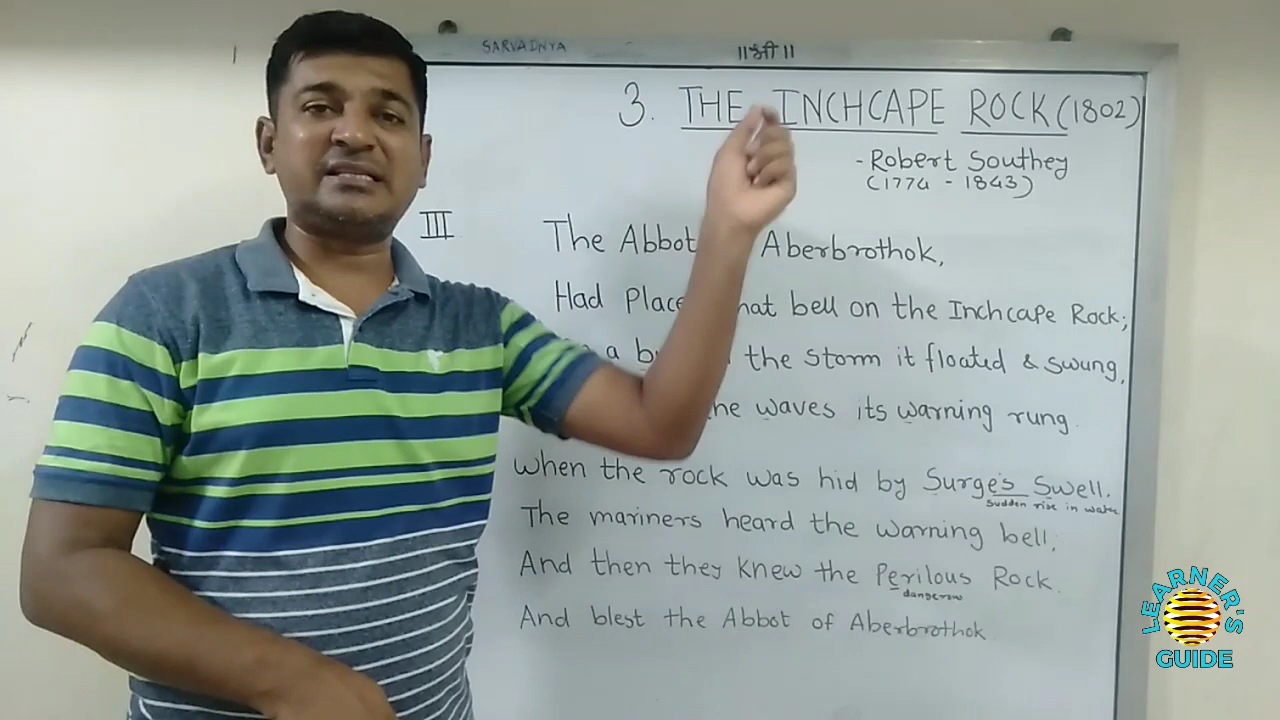 SARVADNYA
॥श्री॥
3. THE INCHCAPE ROCK (1802)
- Robert Southey
(1774 - 1843)
III
The Abbot Aberbrothok,
Had bell on the Inchcape Rock;
a the storm it floated & swung,
waves its warning rung.
When the rock was hid by Surge's Swell.
sudden rise in water
The mariners heard the warning bell;
And then they knew the Perilous Rock.
dangerous
And blest the Abbot of Aberbrothok
LEARNER'S
GUIDE